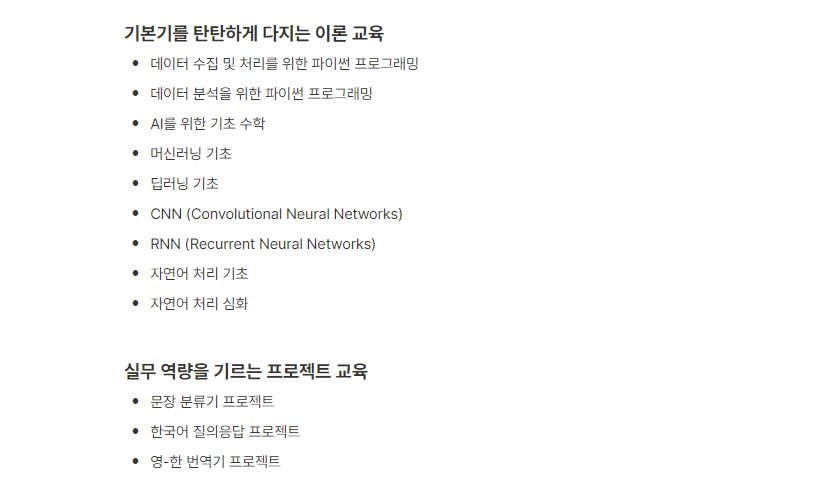 기본기를 탄탄하게 다지는 이론 교육
• 데이터 수집 및 처리를 위한 파이썬 프로그래밍
• 데이터 분석을 위한 파이썬 프로그래밍
• AI를 위한 기초 수학
• 머신러닝 기초
• 딥러닝 기초
• CNN (Convolutional Neural Networks)
• RNN (Recurrent Neural Networks)
• 자연어 처리 기초
• 자연어 처리 심화
실무 역량을 기르는 프로젝트 교육
• 문장 분류기 프로젝트
• 한국어 질의응답 프로젝트
• 영-한 번역기 프로젝트